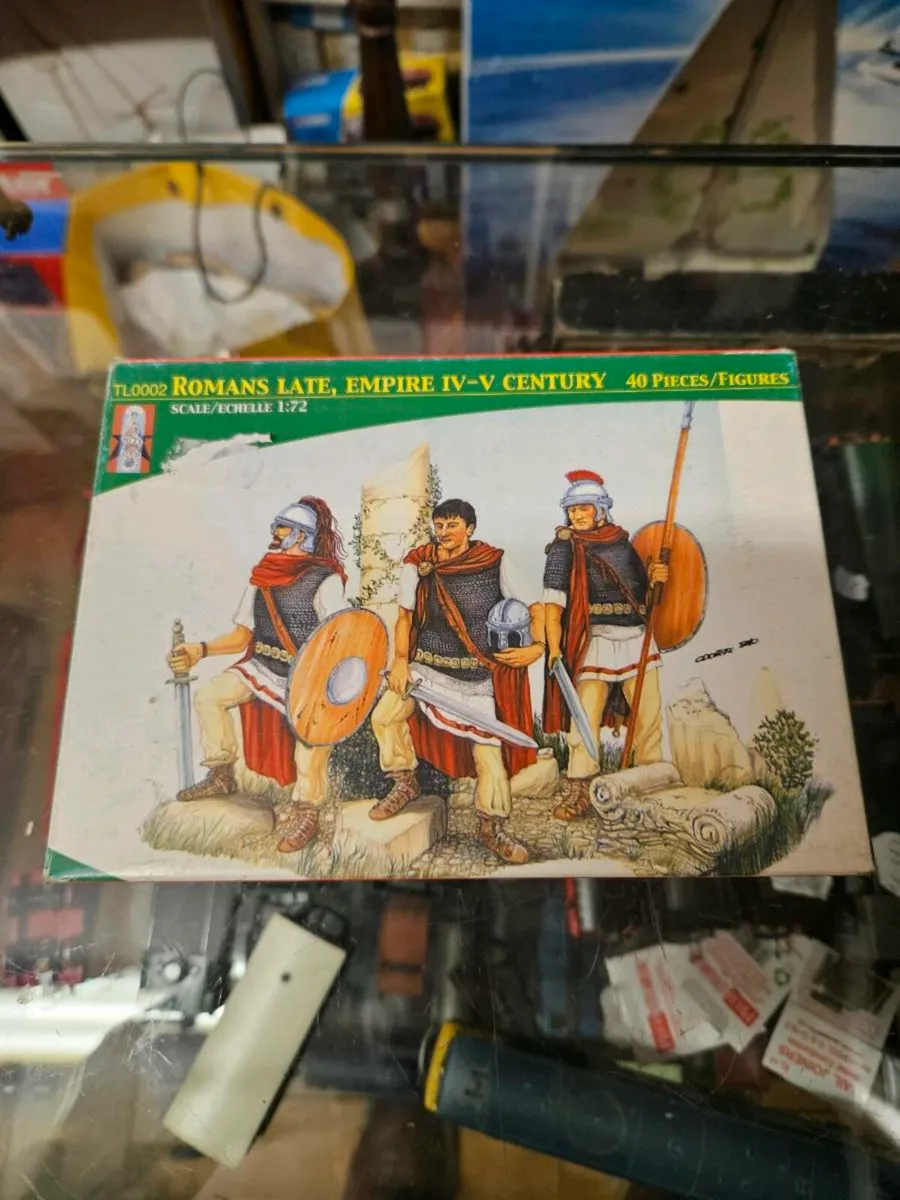 TL0002 ROMANS LATE, EMPIRE IV-V CENTURY 40 PIECES/FIGURES
SCALE/ECHELLE 1:72